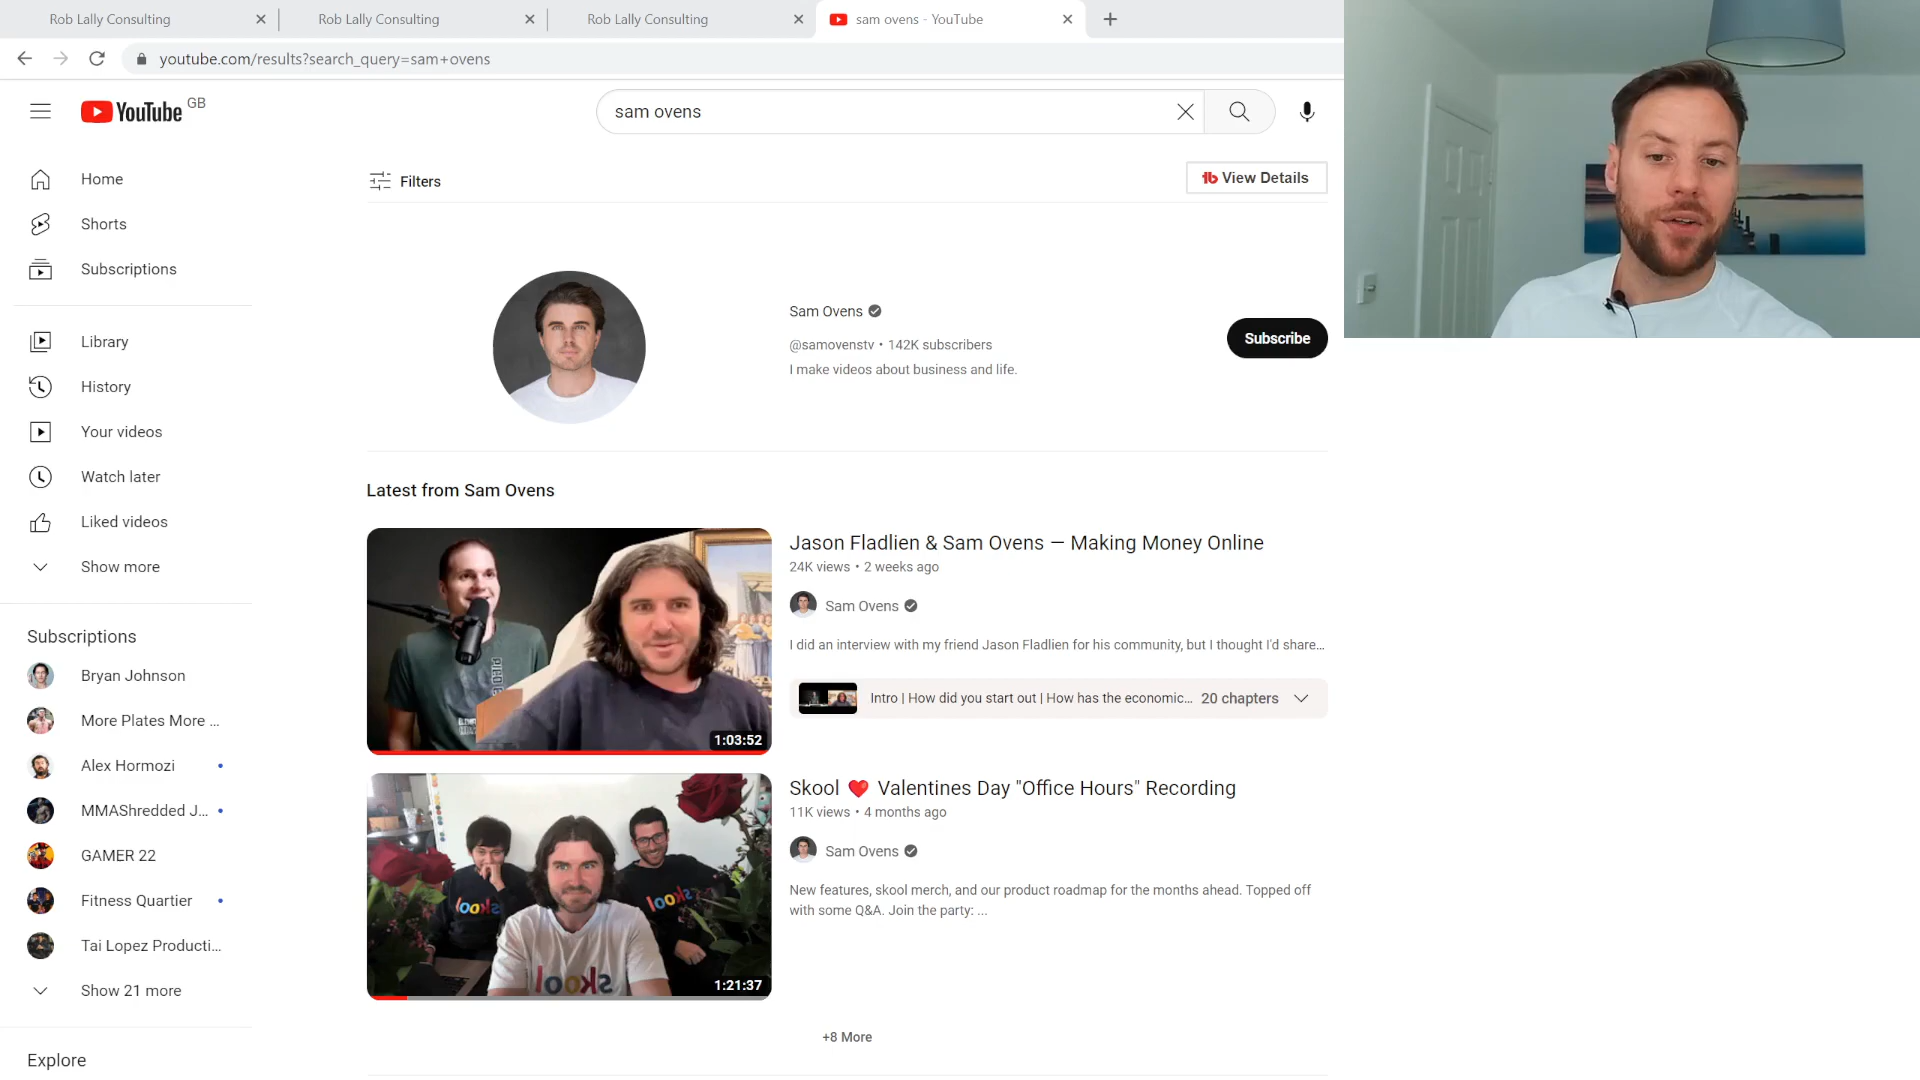 Rob Lally Consulting
Rob Lally Consulting
Rob Lally Consulting
sam ovens - YouTube
youtube.com/results?search_query=sam+ovens
YouTube GB
sam ovens
Home
Shorts
Subscriptions
Library
History
Your videos
Watch later
Liked videos
Show more
Subscriptions
Bryan Johnson
More Plates More ...
Alex Hormozi
MMAShredded J...
GAMER 22
Fitness Quartier
Tai Lopez Producti...
Show 21 more
Explore
Filters
tb View Details
Sam Ovens
@samovenstv • 142K subscribers
I make videos about business and life.
Subscribe
Latest from Sam Ovens
1:03:52
Jason Fladlien & Sam Ovens — Making Money Online
24K views • 2 weeks ago
Sam Ovens
I did an interview with my friend Jason Fladlien for his community, but I thought I'd share...
Intro | How did you start out | How has the economic... 20 chapters
skool
skool
skool
1:21:37
Skool ❤️ Valentines Day "Office Hours" Recording
11K views • 4 months ago
Sam Ovens
New features, skool merch, and our product roadmap for the months ahead. Topped off
with some Q&A. Join the party: ...
+8 More